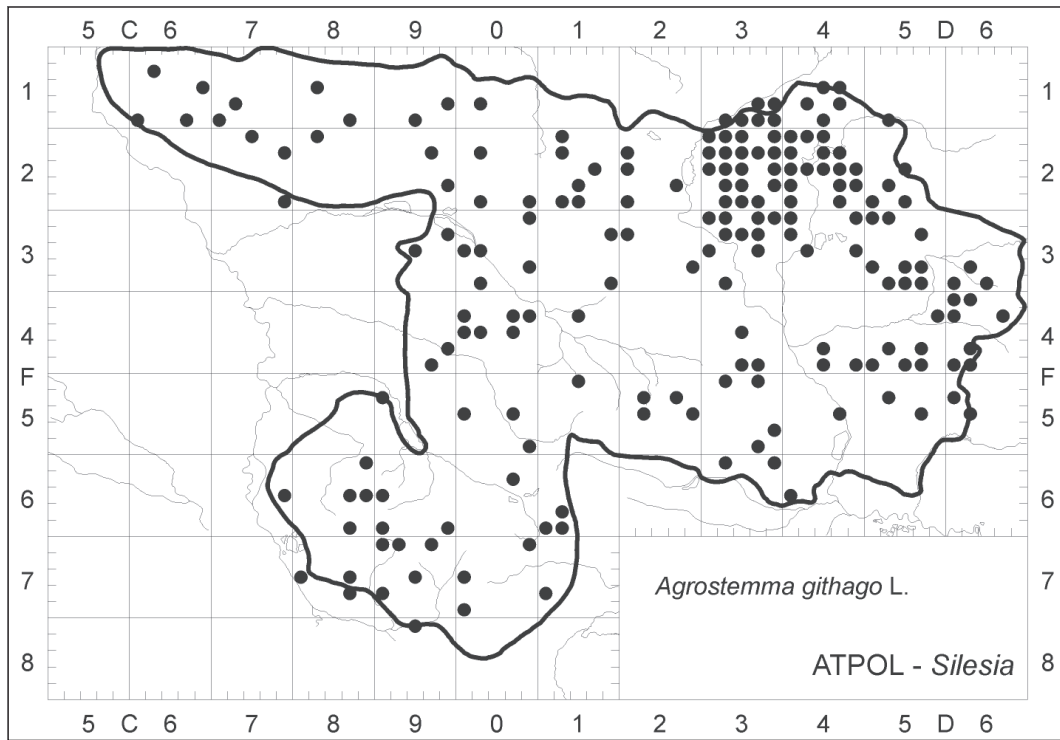 5 C 6 7 8 9 0 1 2 3 4 5 D 6
1 1
2 2
3 3
4 4
F F
5 5
6 6
7 Agrostemma githago L. 7
8 ATPOL - Silesia 8
5 C 6 7 8 9 0 1 2 3 4 5 D 6